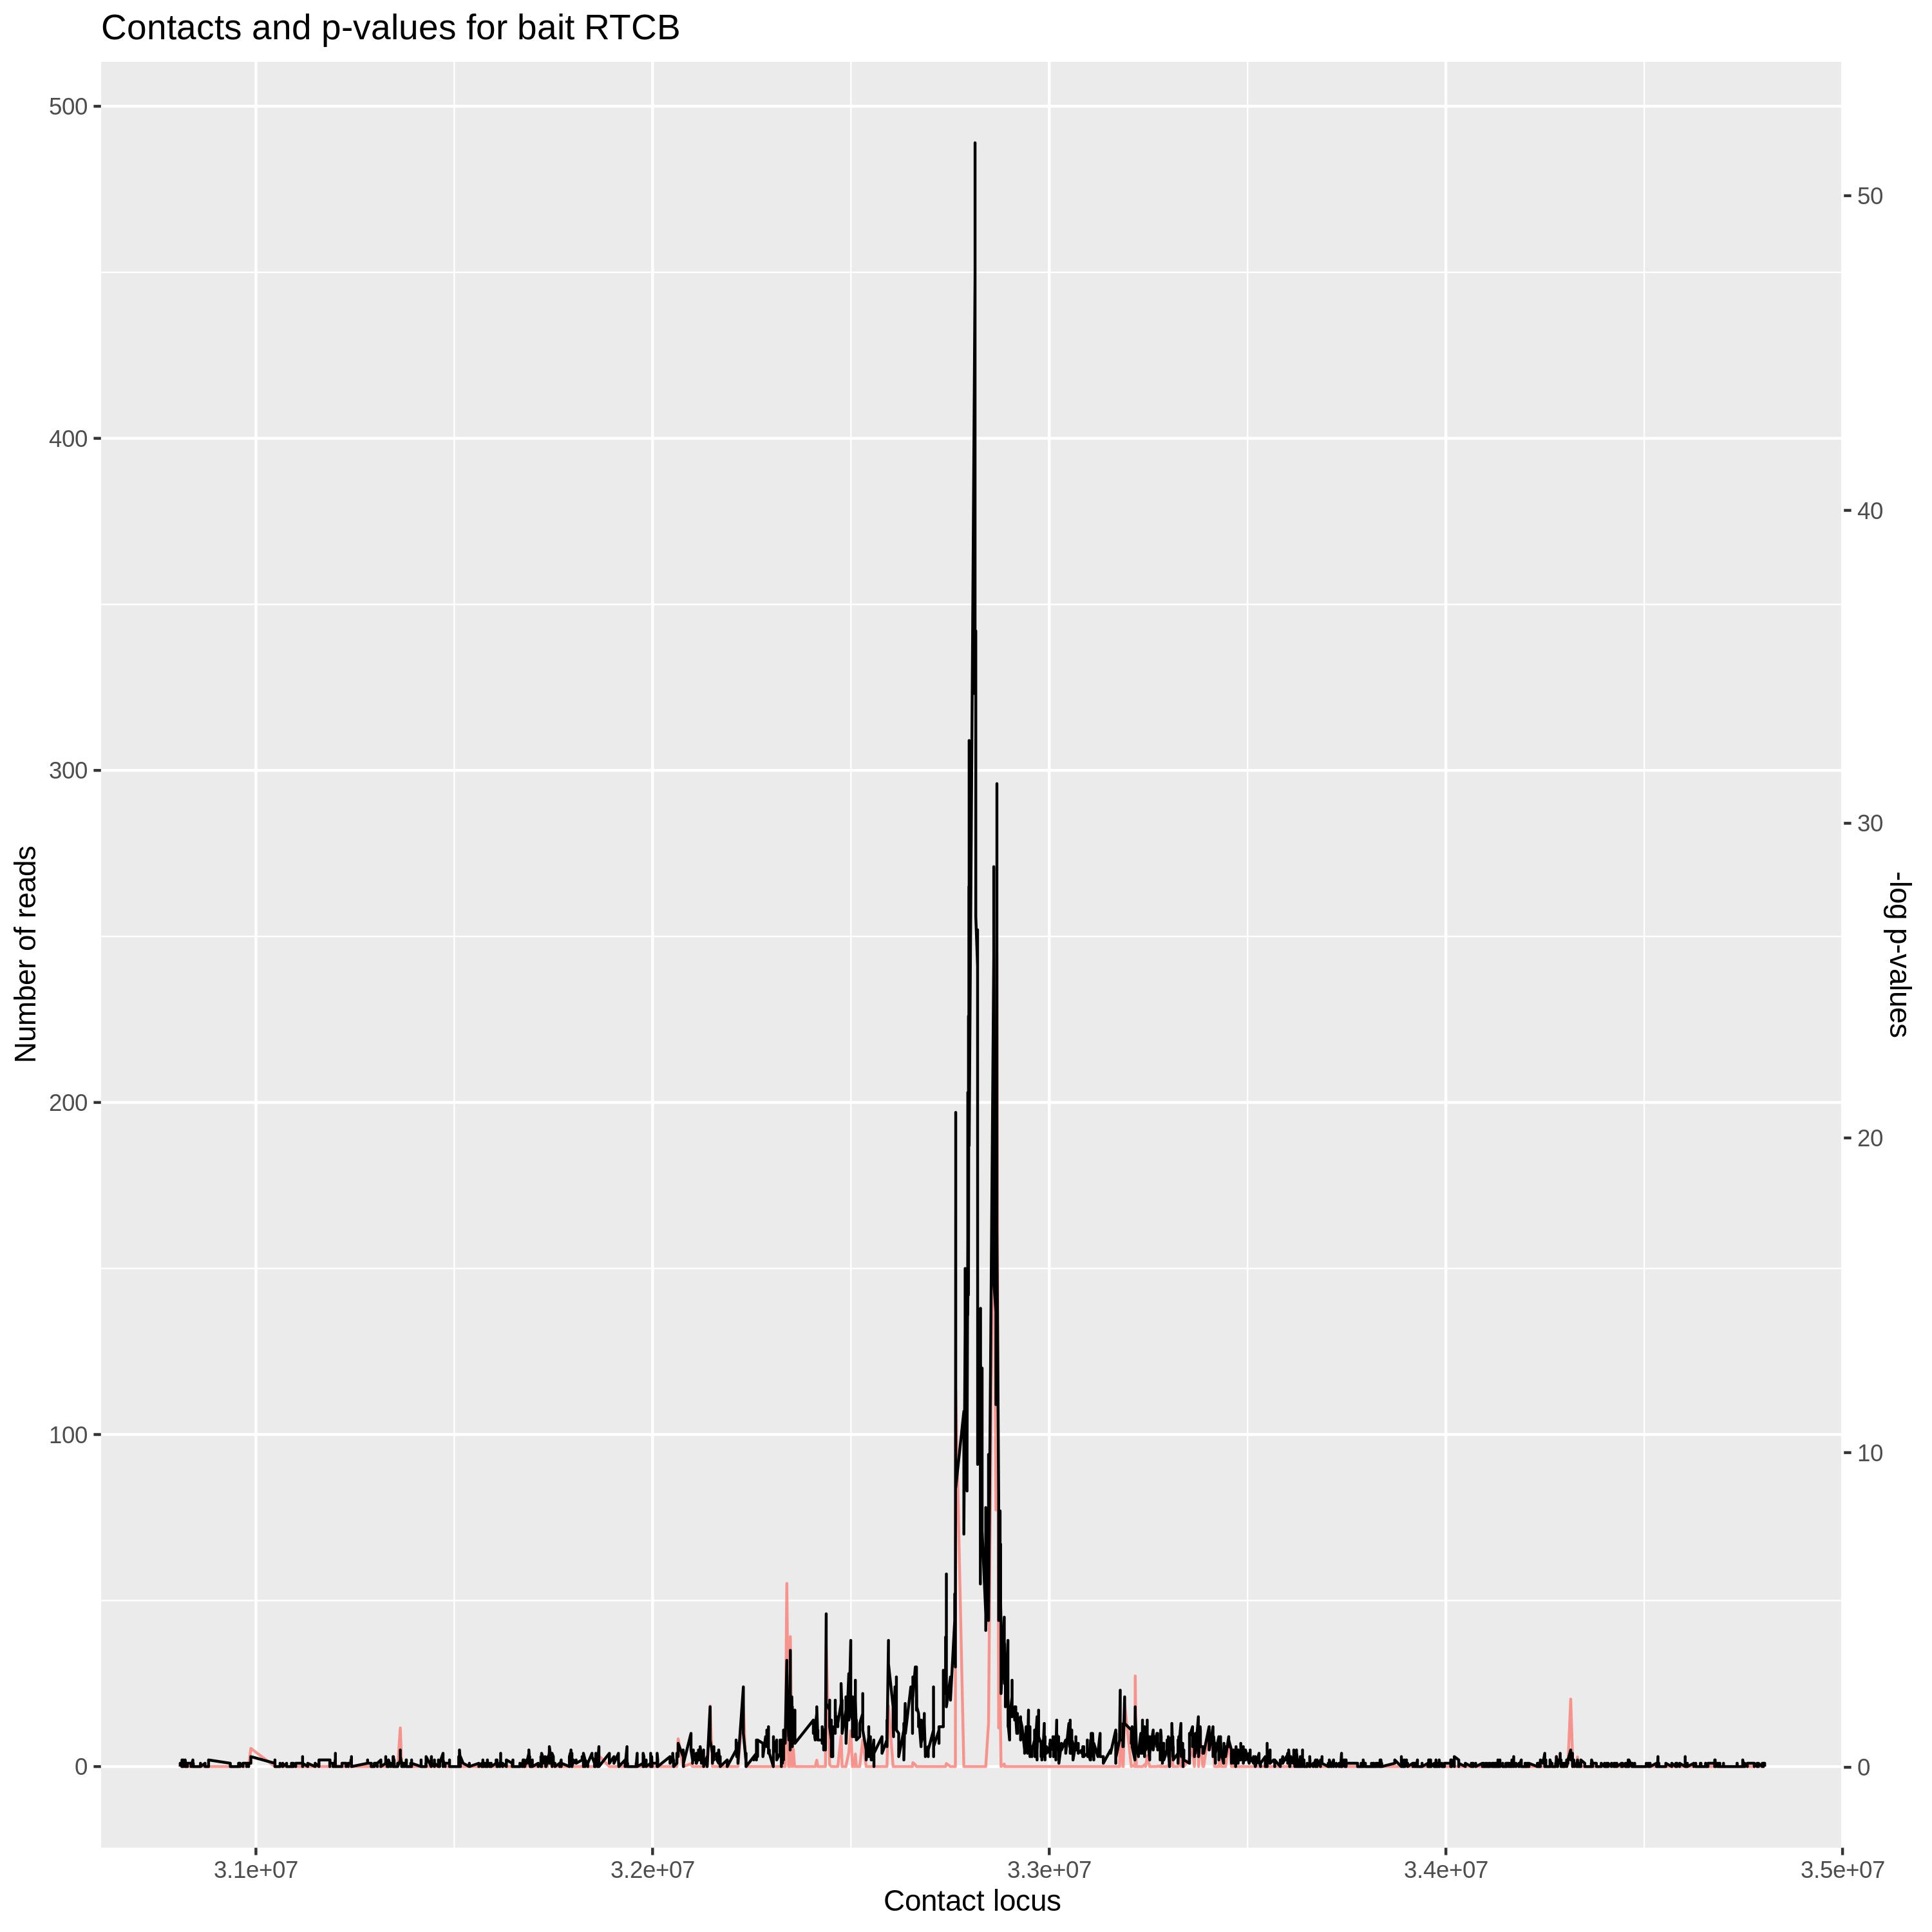 Contacts and p-values for bait RTCB
500
400
300
200
100
0
Number of reads
50
40
30
20
10
0
-log p-values
3.1e+07
3.2e+07
3.3e+07
3.4e+07
3.5e+07
Contact locus